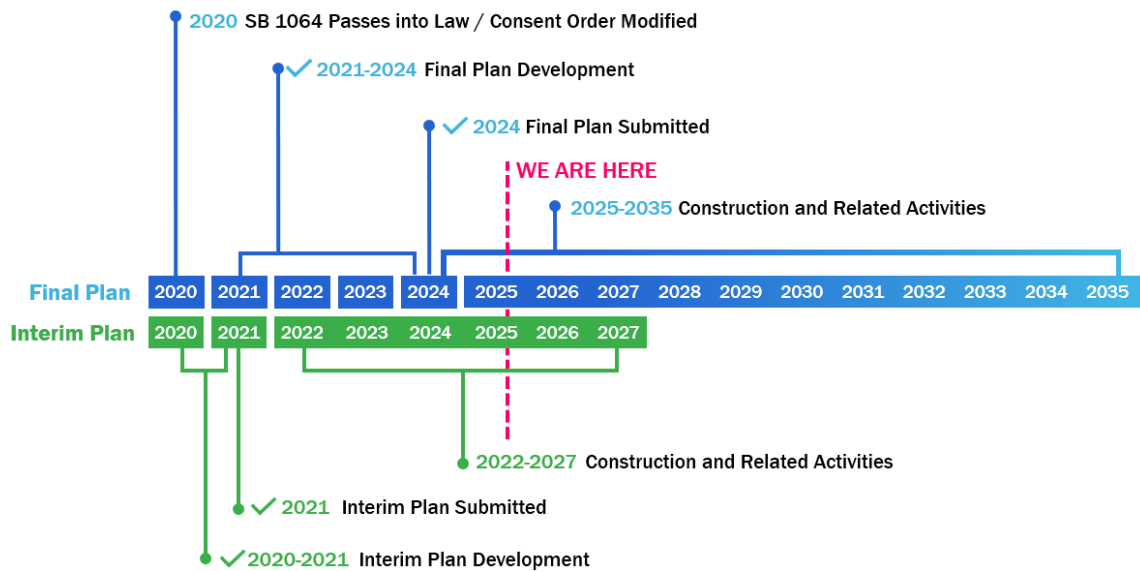 2020 SB 1064 Passes into Law / Consent Order Modified
2021-2024 Final Plan Development
2024 Final Plan Submitted
WE ARE HERE
2025-2035 Construction and Related Activities
Final Plan 2020 2021 2022 2023 2024 2025 2026 2027 2028 2029 2030 2031 2032 2033 2034 2035
Interim Plan 2020 2021 2022 2023 2024 2025 2026 2027
2022-2027 Construction and Related Activities
2021 Interim Plan Submitted
2020-2021 Interim Plan Development